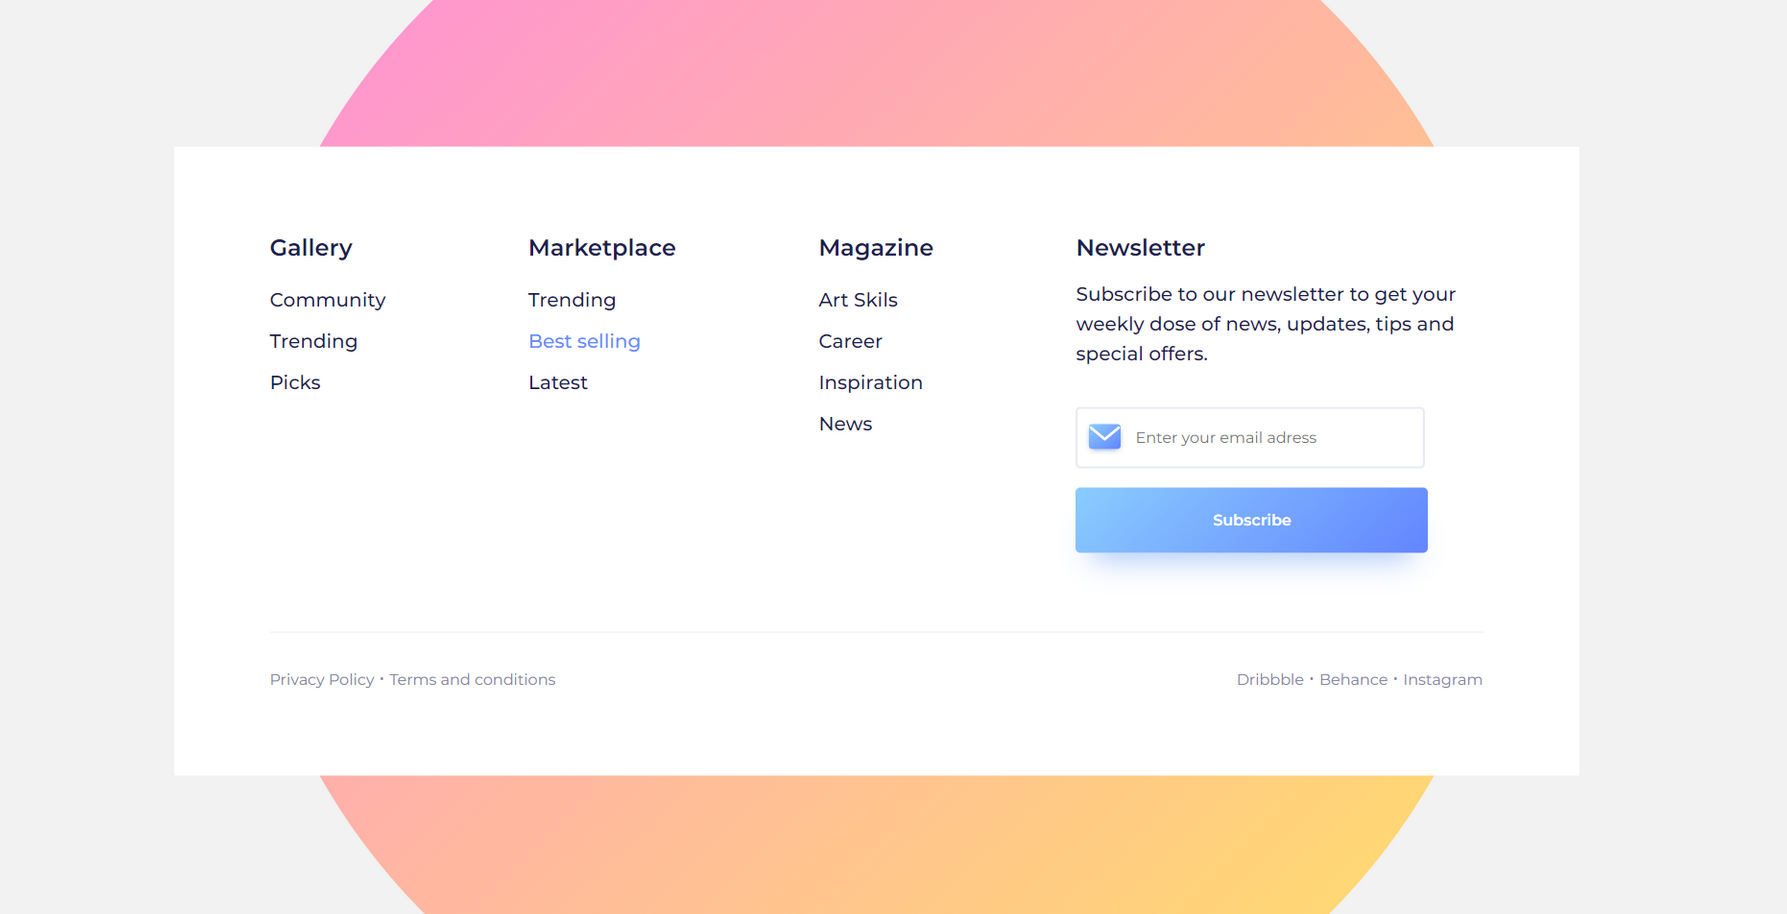 Gallery
Community
Trending
Picks
Marketplace
Trending
Best selling
Latest
Magazine
Art Skils
Career
Inspiration
News
Newsletter
Subscribe to our newsletter to get your
weekly dose of news, updates, tips and
special offers.
Enter your email adress
Subscribe
Privacy Policy · Terms and conditions
Dribbble · Behance · Instagram